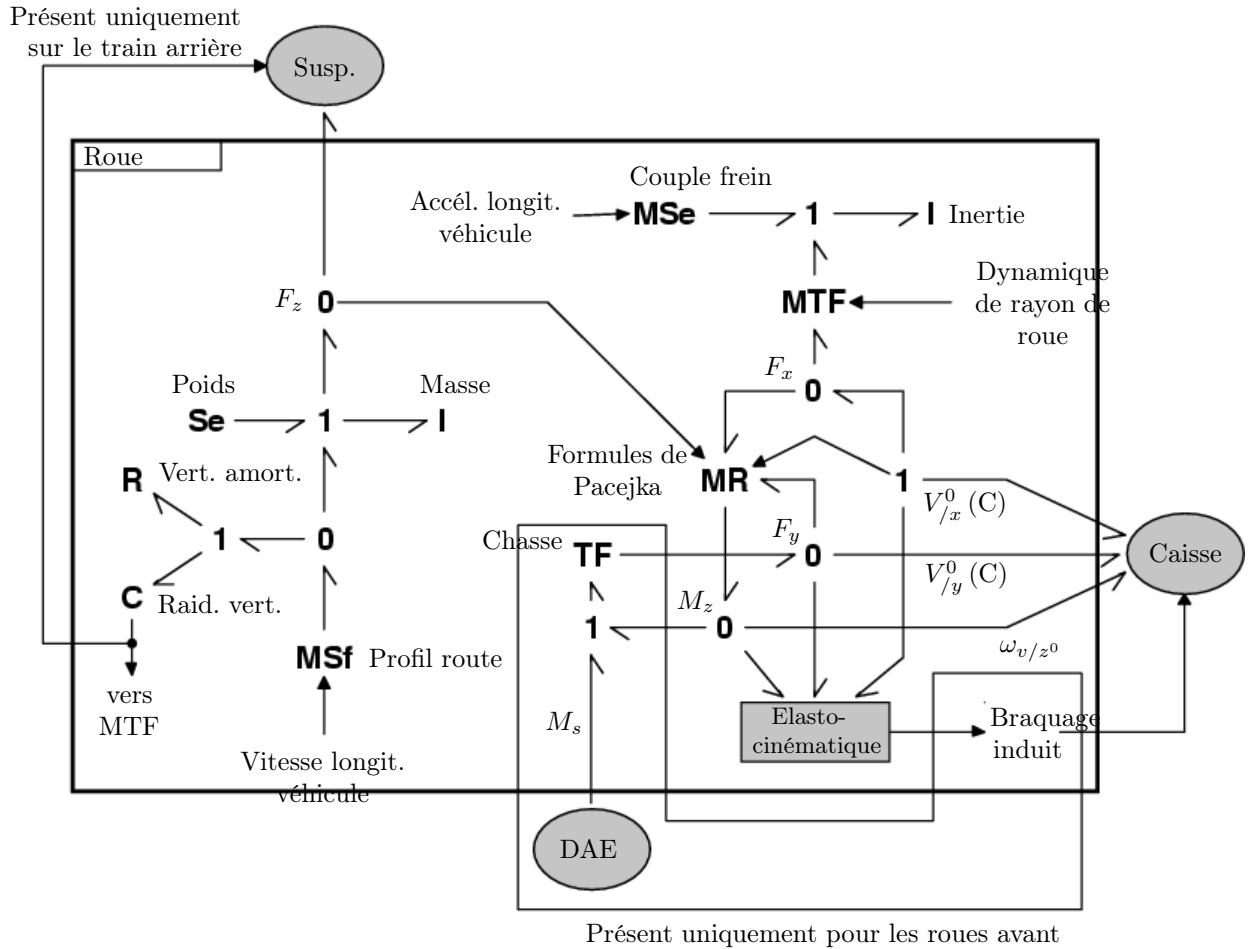 Présent uniquement
sur le train arrière
Susp.
Roue
Couple frein
Accél. longit.
véhicule
MSe
1
I
Inertie
F_z
0
MTF
Dynamique
de rayon de
roue
F_x
0
Poids
Masse
Se
1
I
Formules de
Pacejka
MR
1
V^0_{/x} (C)
R
Vert. amort.
1
0
Chasse
TF
F_y
0
V^0_{/y} (C)
Caisse
C
Raid. vert.
M_z
1
0
ω_{v/z^0}
MSf
Profil route
vers
MTF
M_s
Elasto-
cinématique
Braquage
induit
Vitesse longit.
véhicule
DAE
Présent uniquement pour les roues avant